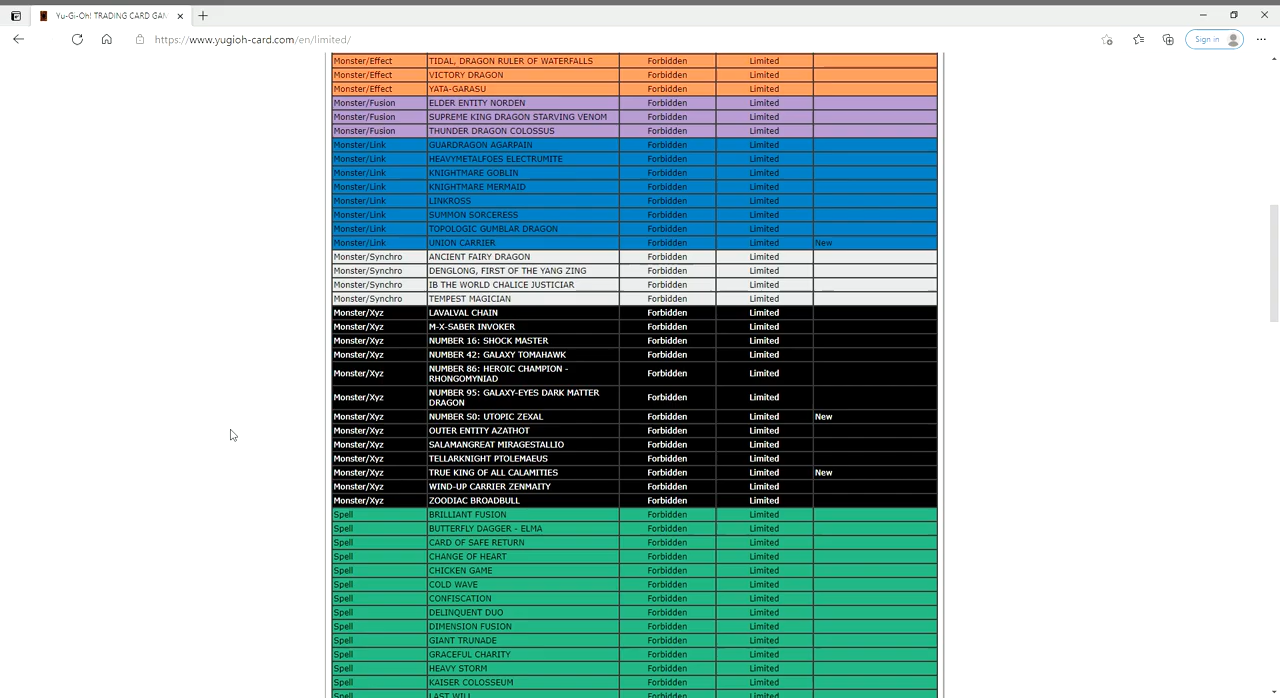 Yu-Gi-Oh! TRADING CARD GAM
https://www.yugioh-card.com/en/limited/
Sign in
Monster/Effect TIDAL, DRAGON RULER OF WATERFALLS Forbidden Limited
Monster/Effect VICTORY DRAGON Forbidden Limited
Monster/Effect YATA-GARASU Forbidden Limited
Monster/Fusion ELDER ENTITY NORDEN Forbidden Limited
Monster/Fusion SUPREME KING DRAGON STARVING VENOM Forbidden Limited
Monster/Fusion THUNDER DRAGON COLOSSUS Forbidden Limited
Monster/Link GUARDRAGON AGARPAIN Forbidden Limited
Monster/Link HEAVYMETALFOES ELECTRUMITE Forbidden Limited
Monster/Link KNIGHTMARE GOBLIN Forbidden Limited
Monster/Link KNIGHTMARE MERMAID Forbidden Limited
Monster/Link LINKROSS Forbidden Limited
Monster/Link SUMMON SORCERESS Forbidden Limited
Monster/Link TOPOLOGIC GUMBLAR DRAGON Forbidden Limited
Monster/Link UNION CARRIER Forbidden Limited New
Monster/Synchro ANCIENT FAIRY DRAGON Forbidden Limited
Monster/Synchro DENGLONG, FIRST OF THE YANG ZING Forbidden Limited
Monster/Synchro IB THE WORLD CHALICE JUSTICIAR Forbidden Limited
Monster/Synchro TEMPEST MAGICIAN Forbidden Limited
Monster/Xyz LAVALVAL CHAIN Forbidden Limited
Monster/Xyz M-X-SABER INVOKER Forbidden Limited
Monster/Xyz NUMBER 16: SHOCK MASTER Forbidden Limited
Monster/Xyz NUMBER 42: GALAXY TOMAHAWK Forbidden Limited
Monster/Xyz NUMBER 86: HEROIC CHAMPION - Forbidden Limited
RHONGOMYNIAD
Monster/Xyz NUMBER 95: GALAXY-EYES DARK MATTER Forbidden Limited
DRAGON
Monster/Xyz NUMBER S0: UTOPIC ZEXAL Forbidden Limited New
Monster/Xyz OUTER ENTITY AZATHOT Forbidden Limited
Monster/Xyz SALAMANGREAT MIRAGESTALLIO Forbidden Limited
Monster/Xyz TELLARKNIGHT PTOLEMAEUS Forbidden Limited
Monster/Xyz TRUE KING OF ALL CALAMITIES Forbidden Limited New
Monster/Xyz WIND-UP CARRIER ZENMAITY Forbidden Limited
Monster/Xyz ZOODIAC BROADBULL Forbidden Limited
Spell BRILLIANT FUSION Forbidden Limited
Spell BUTTERFLY DAGGER - ELMA Forbidden Limited
Spell CARD OF SAFE RETURN Forbidden Limited
Spell CHANGE OF HEART Forbidden Limited
Spell CHICKEN GAME Forbidden Limited
Spell COLD WAVE Forbidden Limited
Spell CONFISCATION Forbidden Limited
Spell DELINQUENT DUO Forbidden Limited
Spell DIMENSION FUSION Forbidden Limited
Spell GIANT TRUNADE Forbidden Limited
Spell GRACEFUL CHARITY Forbidden Limited
Spell HEAVY STORM Forbidden Limited
Spell KAISER COLOSSEUM Forbidden Limited
Spell LAST WILL Forbidden Limited